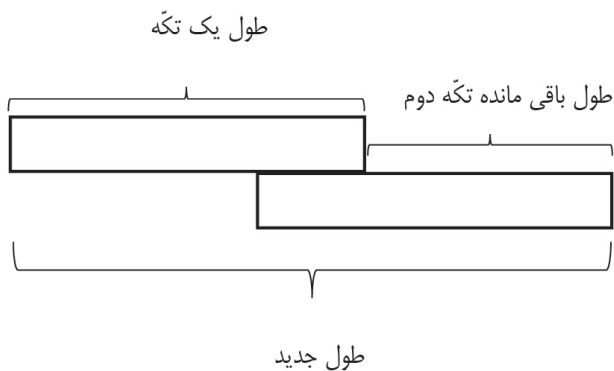 طول یک تکّه
طول باقی مانده تکّه دوم
طول جدید